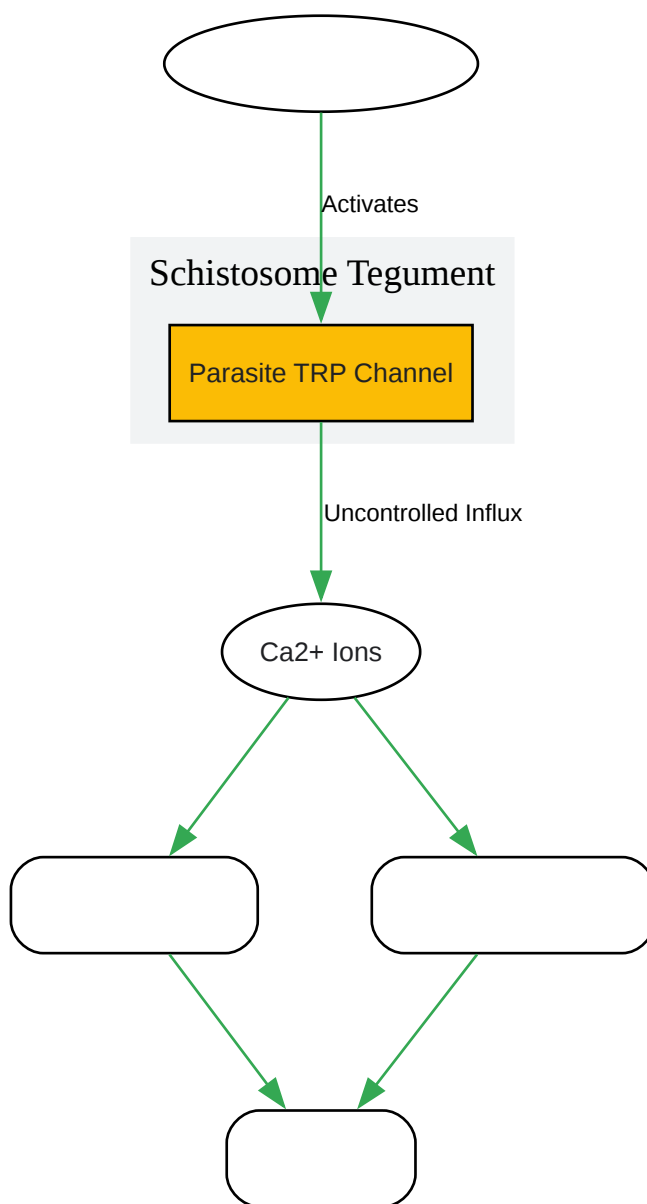 Activates
Schistosome Tegument
Parasite TRP Channel
Uncontrolled Influx
Ca2+ Ions